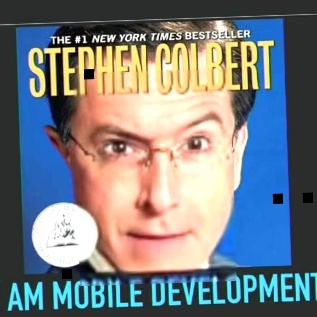 THE #1 NEW YORK TIMES BESTSELLER
STEPHEN COLBERT
AM MOBILE DEVELOPMENT